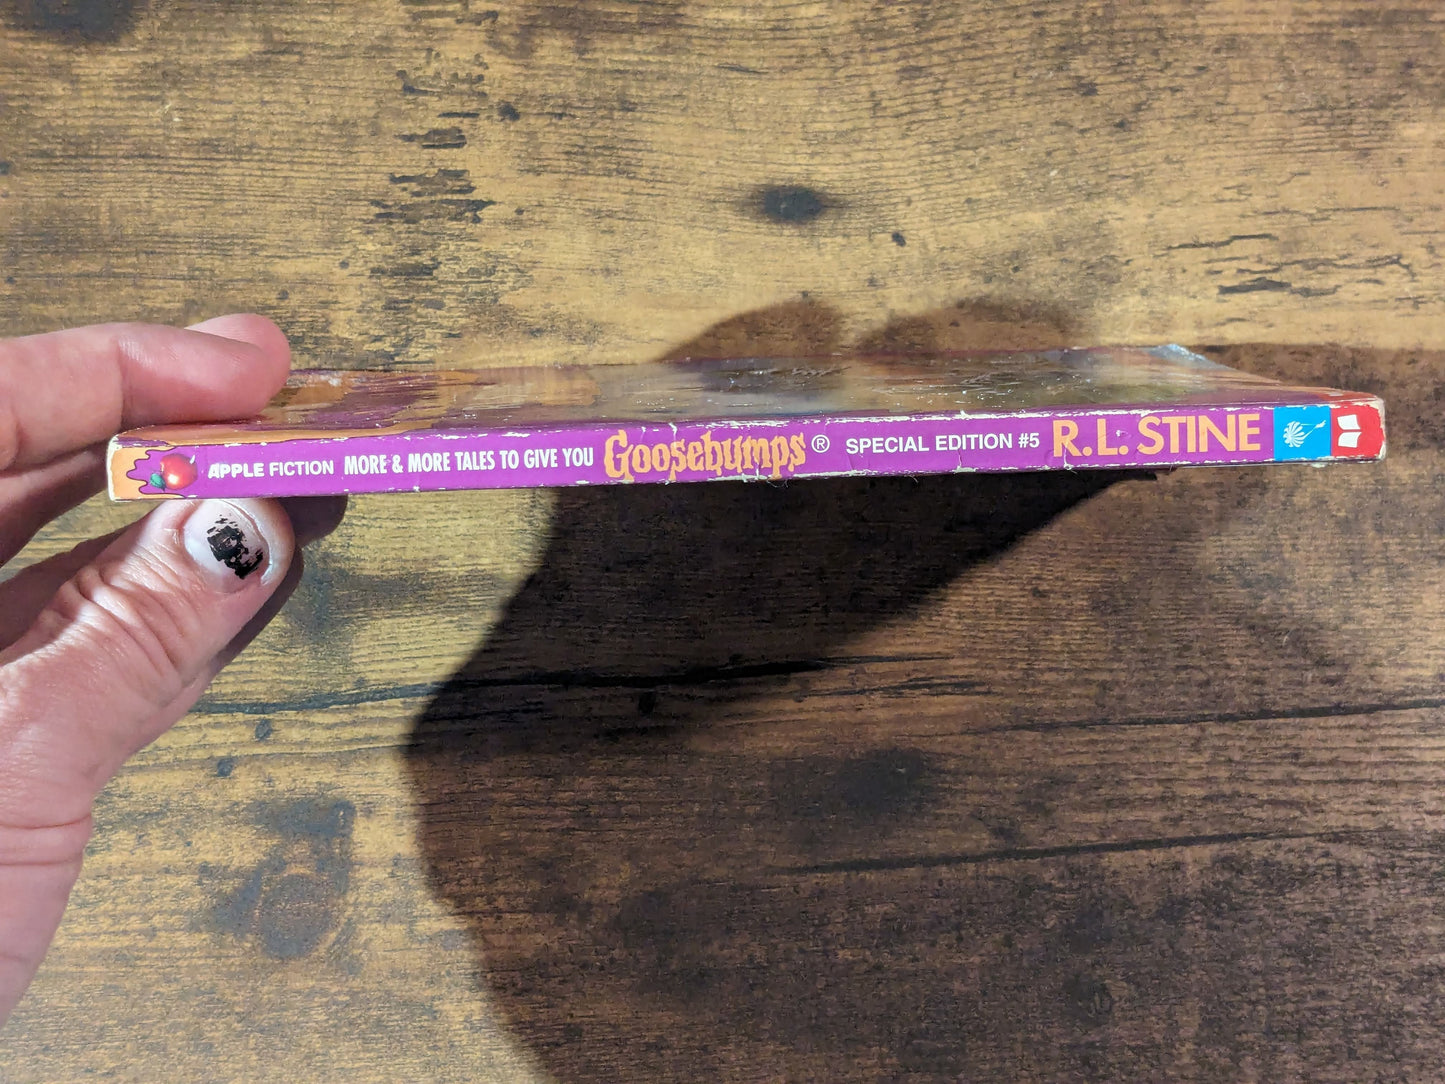 APPLE FICTION MORE & MORE TALES TO GIVE YOU Goosebumps® SPECIAL EDITION #5 R.L. STINE